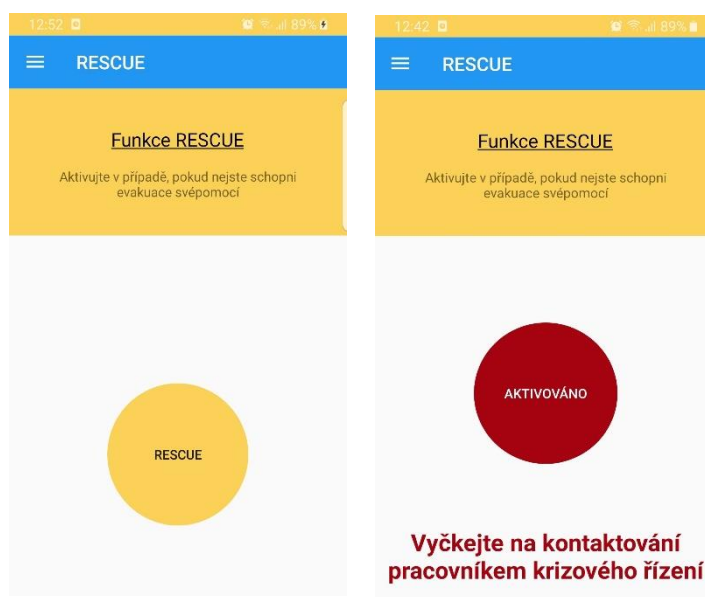 12:52
89%
RESCUE
Funkce RESCUE
Aktivujte v případě, pokud nejste schopni
evakuace svépomocí
RESCUE
12:42
89%
RESCUE
Funkce RESCUE
Aktivujte v případě, pokud nejste schopni
evakuace svépomocí
AKTIVOVÁNO
Vyčkejte na kontaktování
pracovníkem krizového řízení